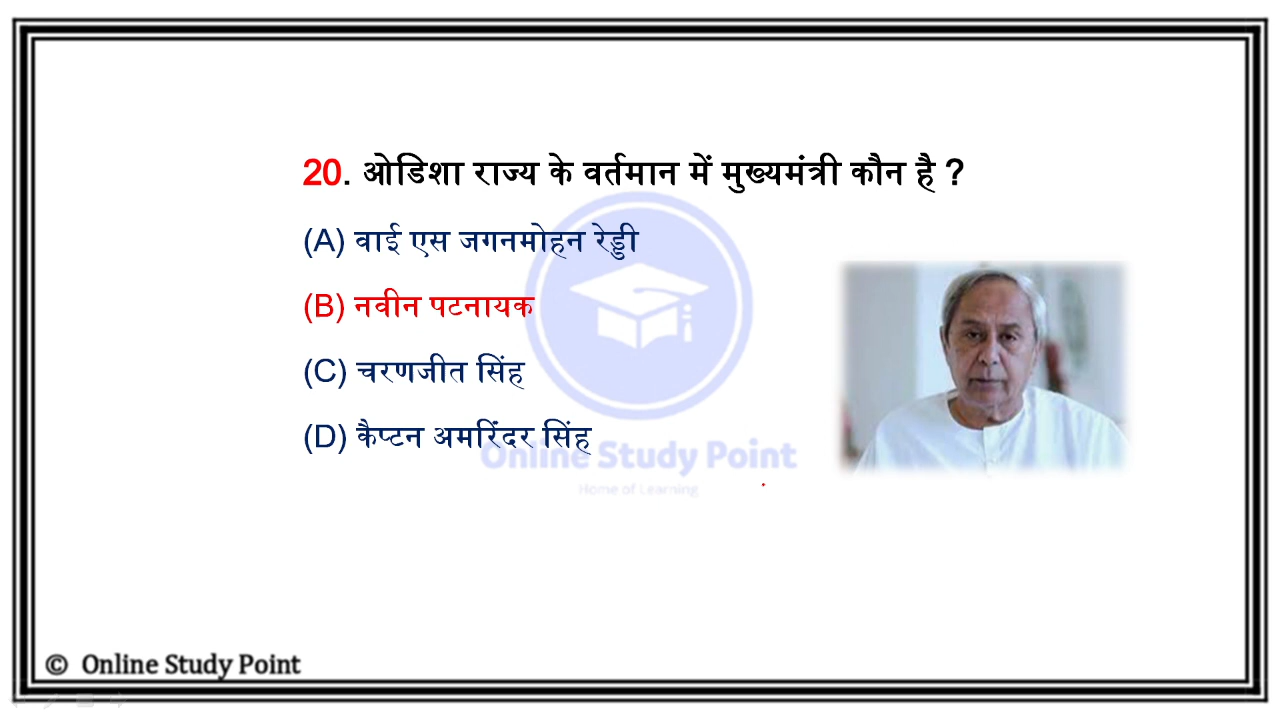 20. ओडिशा राज्य के वर्तमान में मुख्यमंत्री कौन है ?
(A) वाई एस जगनमोहन रेड्डी
(B) नवीन पटनायक
(C) चरणजीत सिंह
(D) कैप्टन अमरिंदर सिंह
Online Study Point
Home of Learning
© Online Study Point